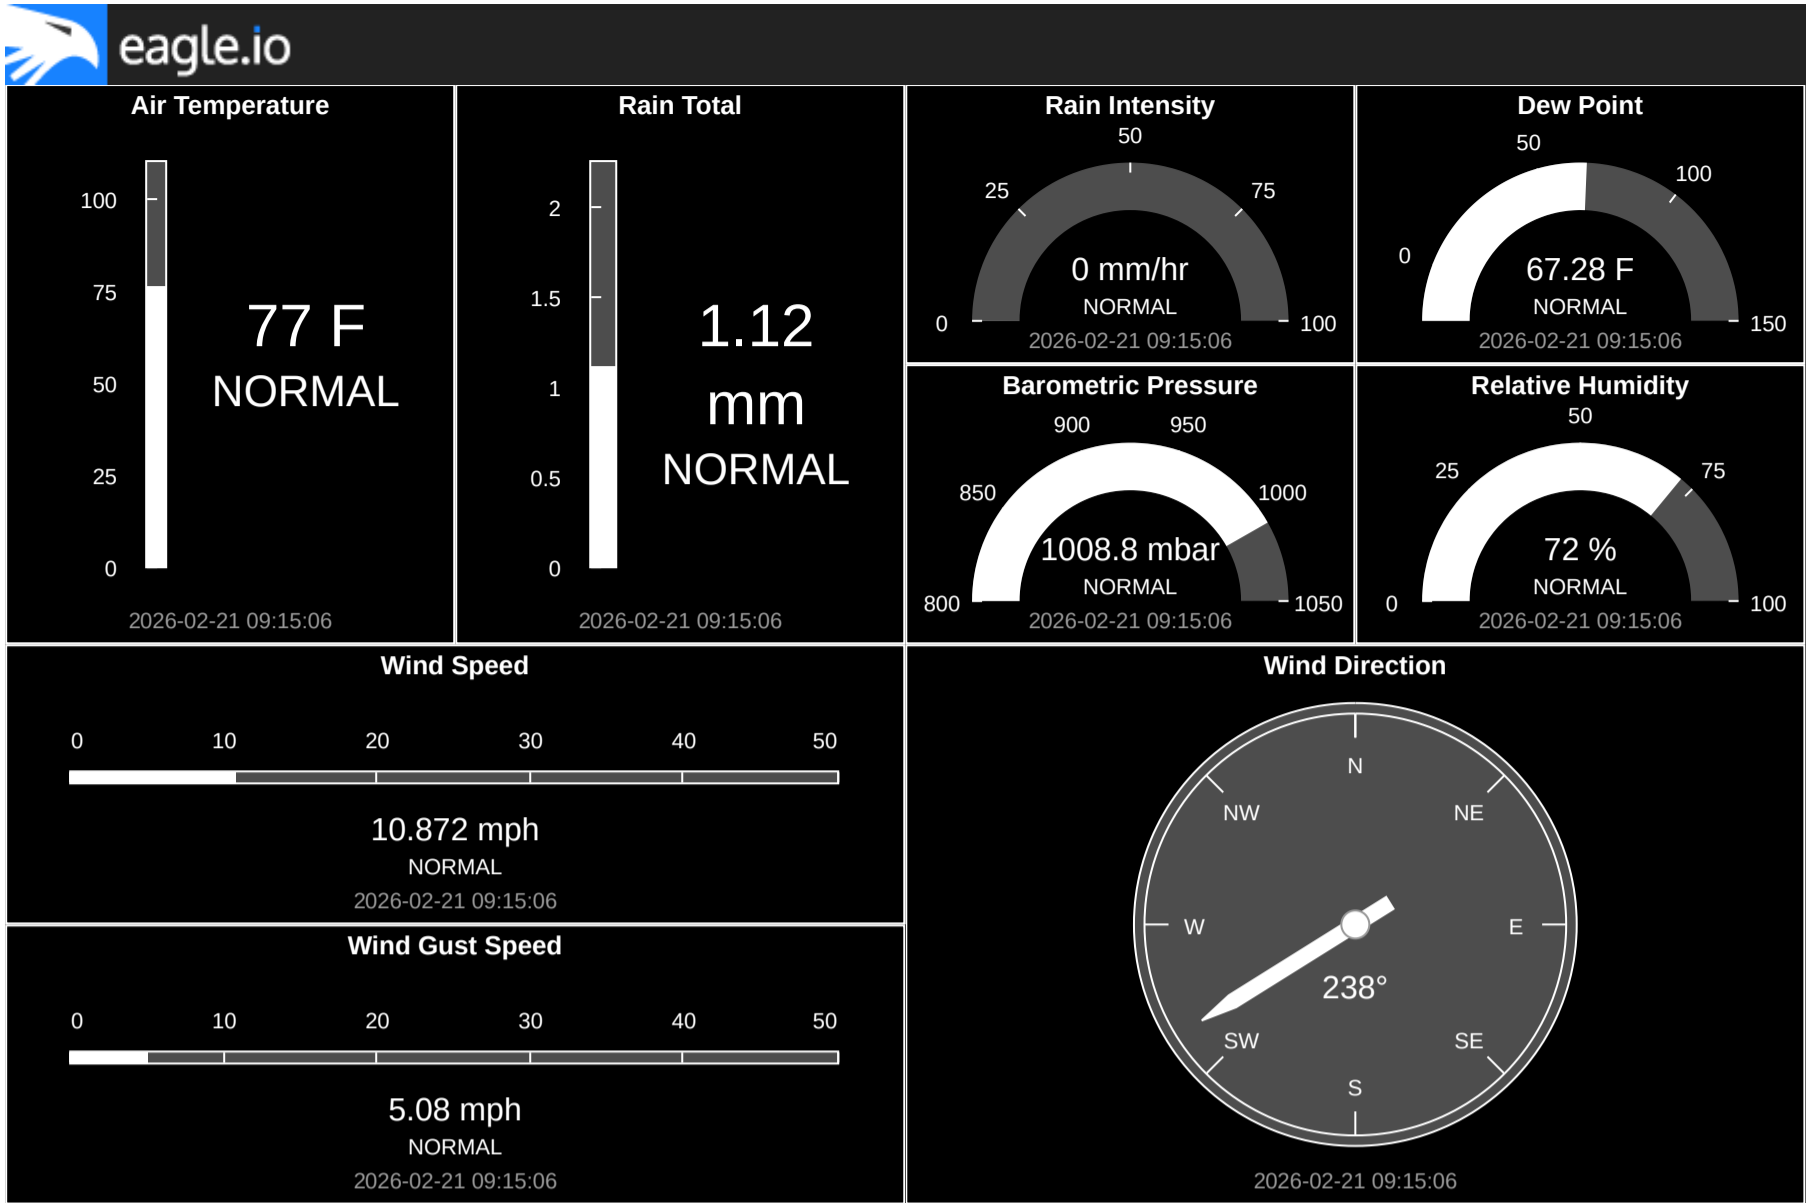 eagle.io
Air Temperature
100
75
50
25
0
77 F
NORMAL
2026-02-21 09:15:06
Rain Total
2
1.5
1
0.5
0
1.12
mm
NORMAL
2026-02-21 09:15:06
Rain Intensity
0
25
50
75
100
0 mm/hr
NORMAL
2026-02-21 09:15:06
Dew Point
0
50
100
150
67.28 F
NORMAL
2026-02-21 09:15:06
Barometric Pressure
800
850
900
950
1000
1050
1008.8 mbar
NORMAL
2026-02-21 09:15:06
Relative Humidity
0
25
50
75
100
72 %
NORMAL
2026-02-21 09:15:06
Wind Speed
0 10 20 30 40 50
10.872 mph
NORMAL
2026-02-21 09:15:06
Wind Gust Speed
0 10 20 30 40 50
5.08 mph
NORMAL
2026-02-21 09:15:06
Wind Direction
N
NW NE
W E
238°
SW SE
S
2026-02-21 09:15:06